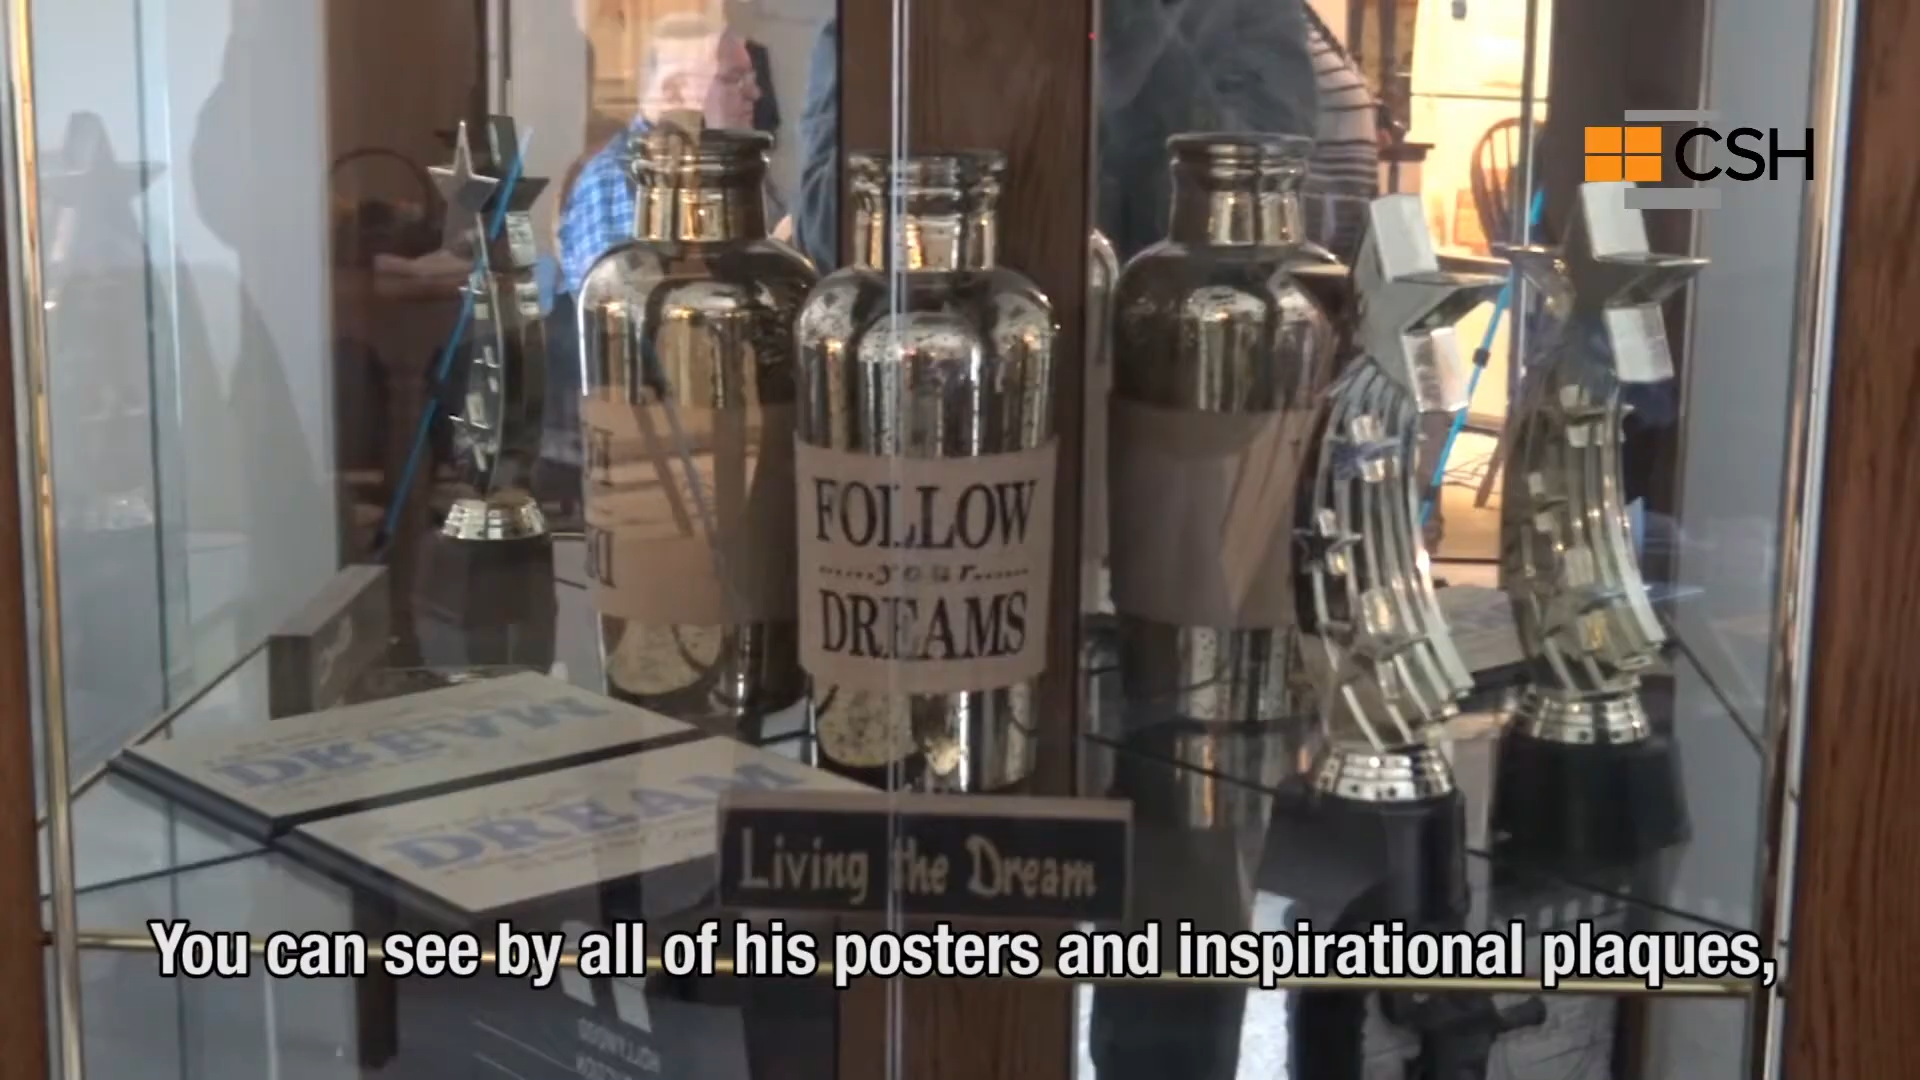 CSH
FOLLOW
your
DREAMS
DREAM
DREAM
Living the Dream
You can see by all of his posters and inspirational plaques,
HOLLYWOOD